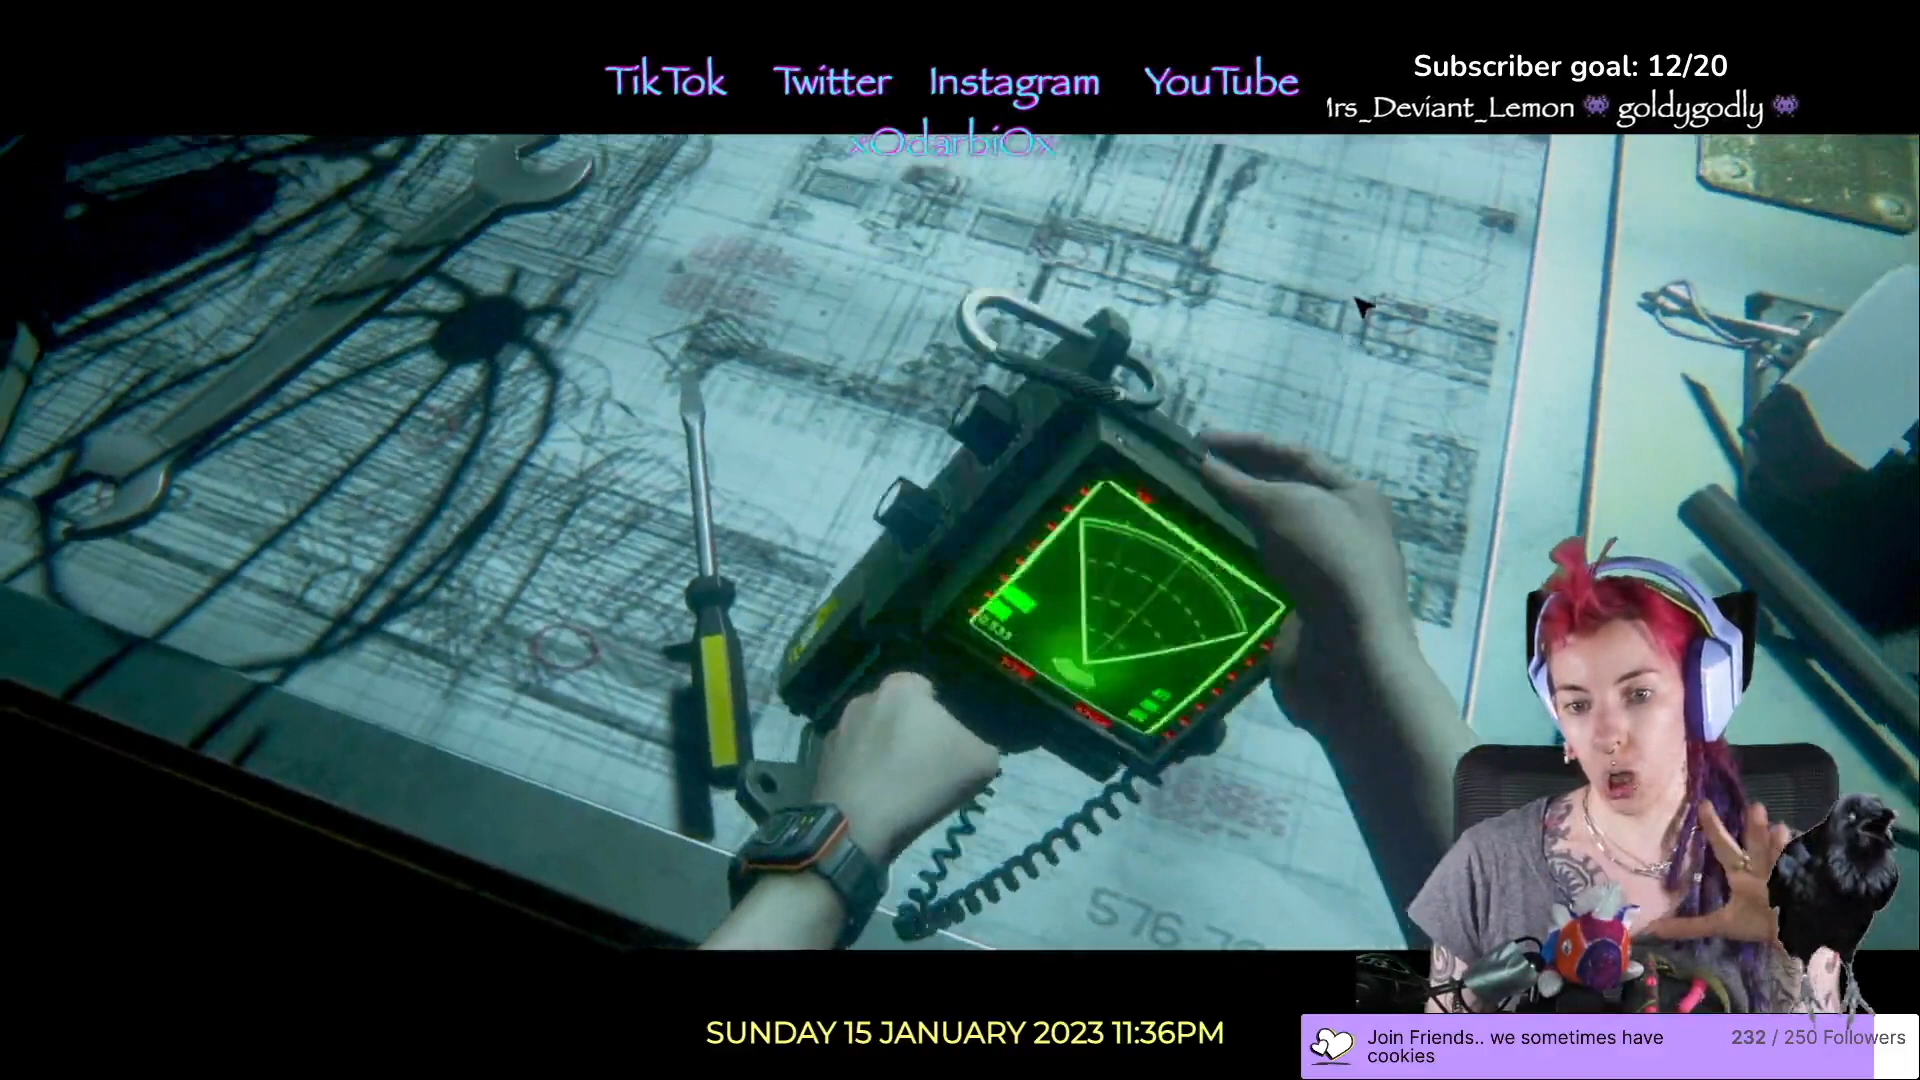 TikTok Twitter Instagram YouTube
xOdarbiOx
Subscriber goal: 12/20
1rs_Deviant_Lemon goldygodly
SUNDAY 15 JANUARY 2023 11:36PM
Join Friends.. we sometimes have
cookies
232 / 250 Followers